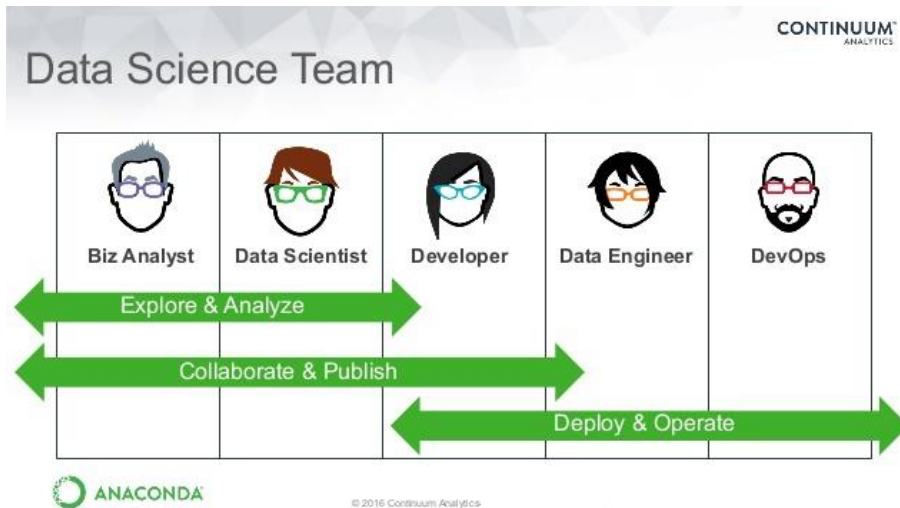 CONTINUUM™
ANALYTICS
Data Science Team
Biz Analyst
Data Scientist
Developer
Data Engineer
DevOps
Explore & Analyze
Collaborate & Publish
Deploy & Operate
ANACONDA
© 2016 Continuum Analytics